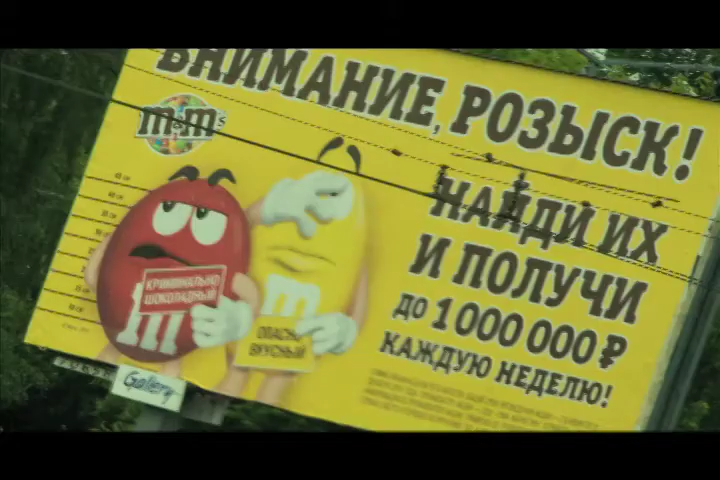 ВНИМАНИЕ, РОЗЫСК!
m&m's
НАЙДИ ИХ
И ПОЛУЧИ
ДО 1 000 000 ₽
КАЖДУЮ НЕДЕЛЮ!
КРИМИНАЛЬНО
ШОКОЛАДНЫЙ
m
ОПАСНО
ВКУСНЫЙ
m
Gallery